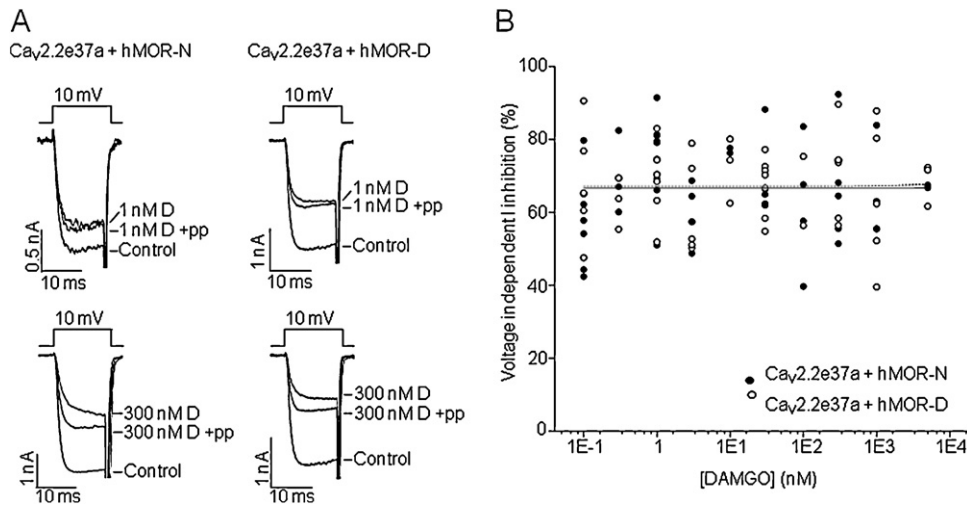 A
Cav2.2e37a + hMOR-N
Cav2.2e37a + hMOR-D
10 mV
10 mV
1 nM D
1 nM D +pp
Control
0.5 nA
10 ms
1 nM D
1 nM D +pp
Control
1 nA
10 ms
10 mV
10 mV
300 nM D
300 nM D +pp
Control
1 nA
10 ms
300 nM D
300 nM D +pp
Control
1 nA
10 ms
B
Voltage independent I inhibition (%)
100
80
60
40
20
0
Cav2.2e37a + hMOR-N
Cav2.2e37a + hMOR-D
1E-1
1
1E1
1E2
1E3
1E4
[DAMGO] (nM)